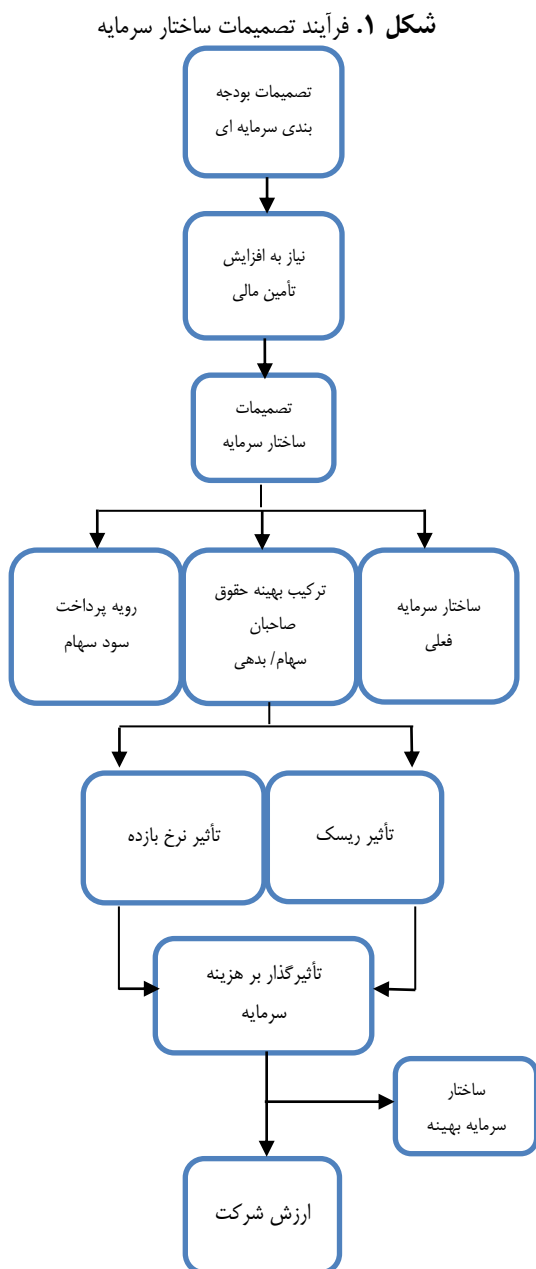 شکل ۱. فرآیند تصمیمات ساختار سرمایه
تصمیمات بودجه
بندی سرمایه ای
نیاز به افزایش
تأمین مالی
تصمیمات
ساختار سرمایه
ساختار سرمایه
فعلی
ترکیب بهینه حقوق
صاحبان
سهام/ بدهی
رویه پرداخت
سود سهام
تأثیر ریسک
تأثیر نرخ بازده
تأثیرگذار بر هزینه
سرمایه
ساختار
سرمایه بهینه
ارزش شرکت